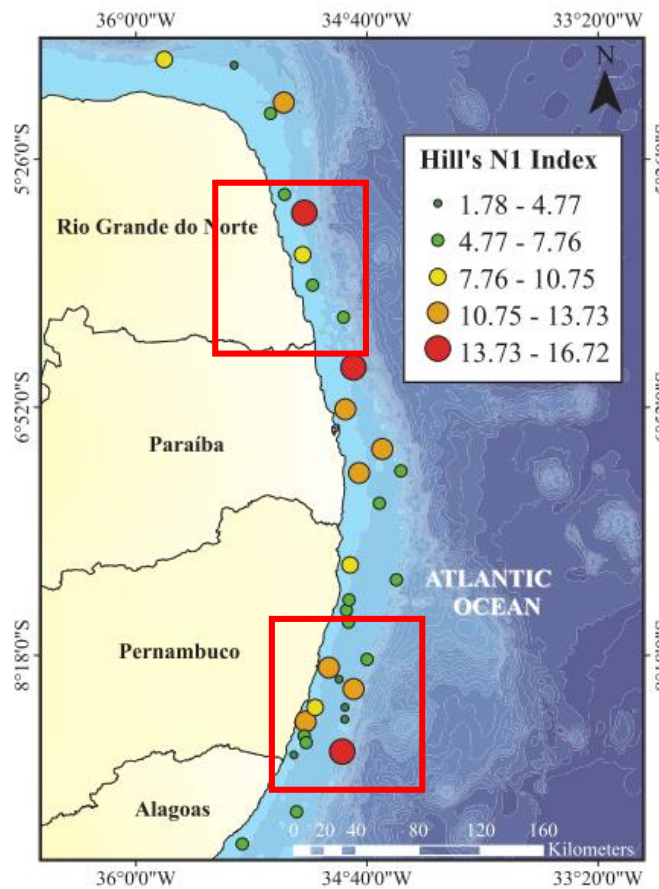 36°0'0"W 34°40'0"W 33°20'0"W
N
5°26'0"S
5°26'0"S
Hill's N1 Index
1.78 - 4.77
4.77 - 7.76
7.76 - 10.75
10.75 - 13.73
13.73 - 16.72
Rio Grande do Norte
6°52'0"S
Paraíba
ATLANTIC
OCEAN
Pernambuco
8°18'0"S
Alagoas
0 20 40 80 120 160
Kilometers
36°0'0"W 34°40'0"W 33°20'0"W